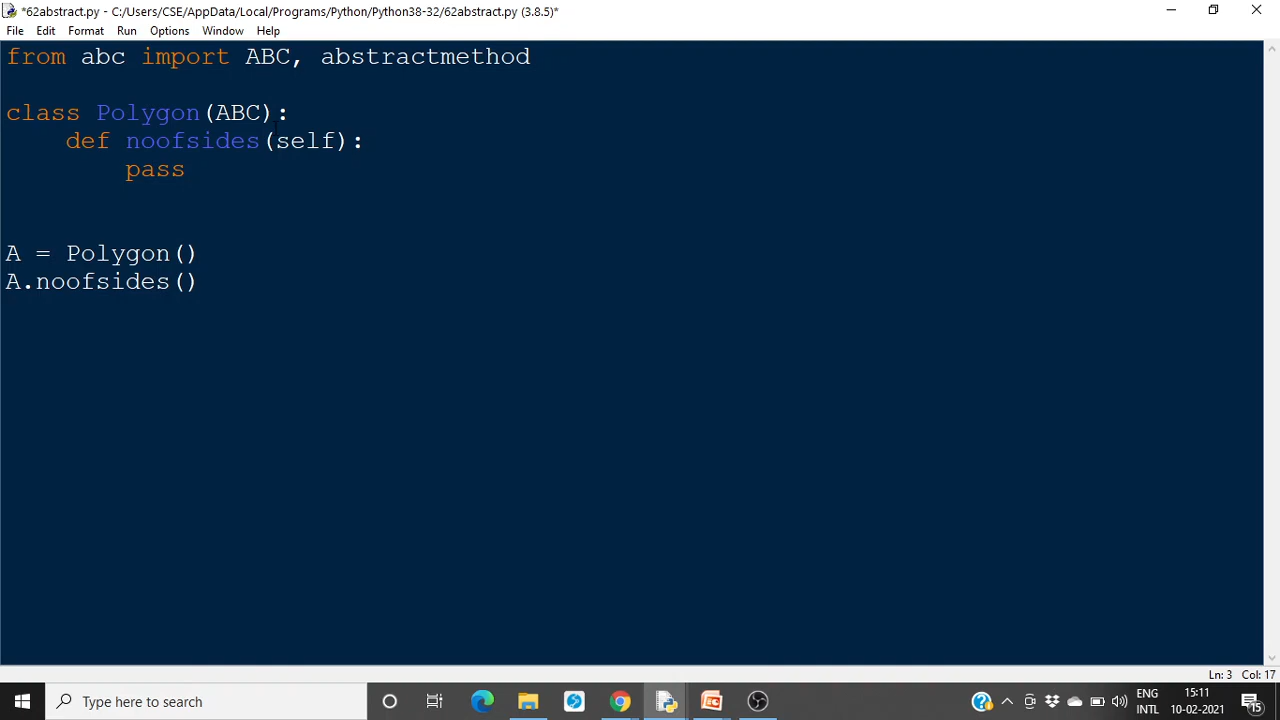 *62abstract.py - C:/Users/CSE/AppData/Local/Programs/Python/Python38-32/62abstract.py (3.8.5)*
File Edit Format Run Options Window Help
from abc import ABC, abstractmethod
class Polygon(ABC):
    def noofsides(self):
        pass
A = Polygon()
A.noofsides()
Ln: 3 Col: 17
Type here to search
ENG
INTL
15:11
10-02-2021
15